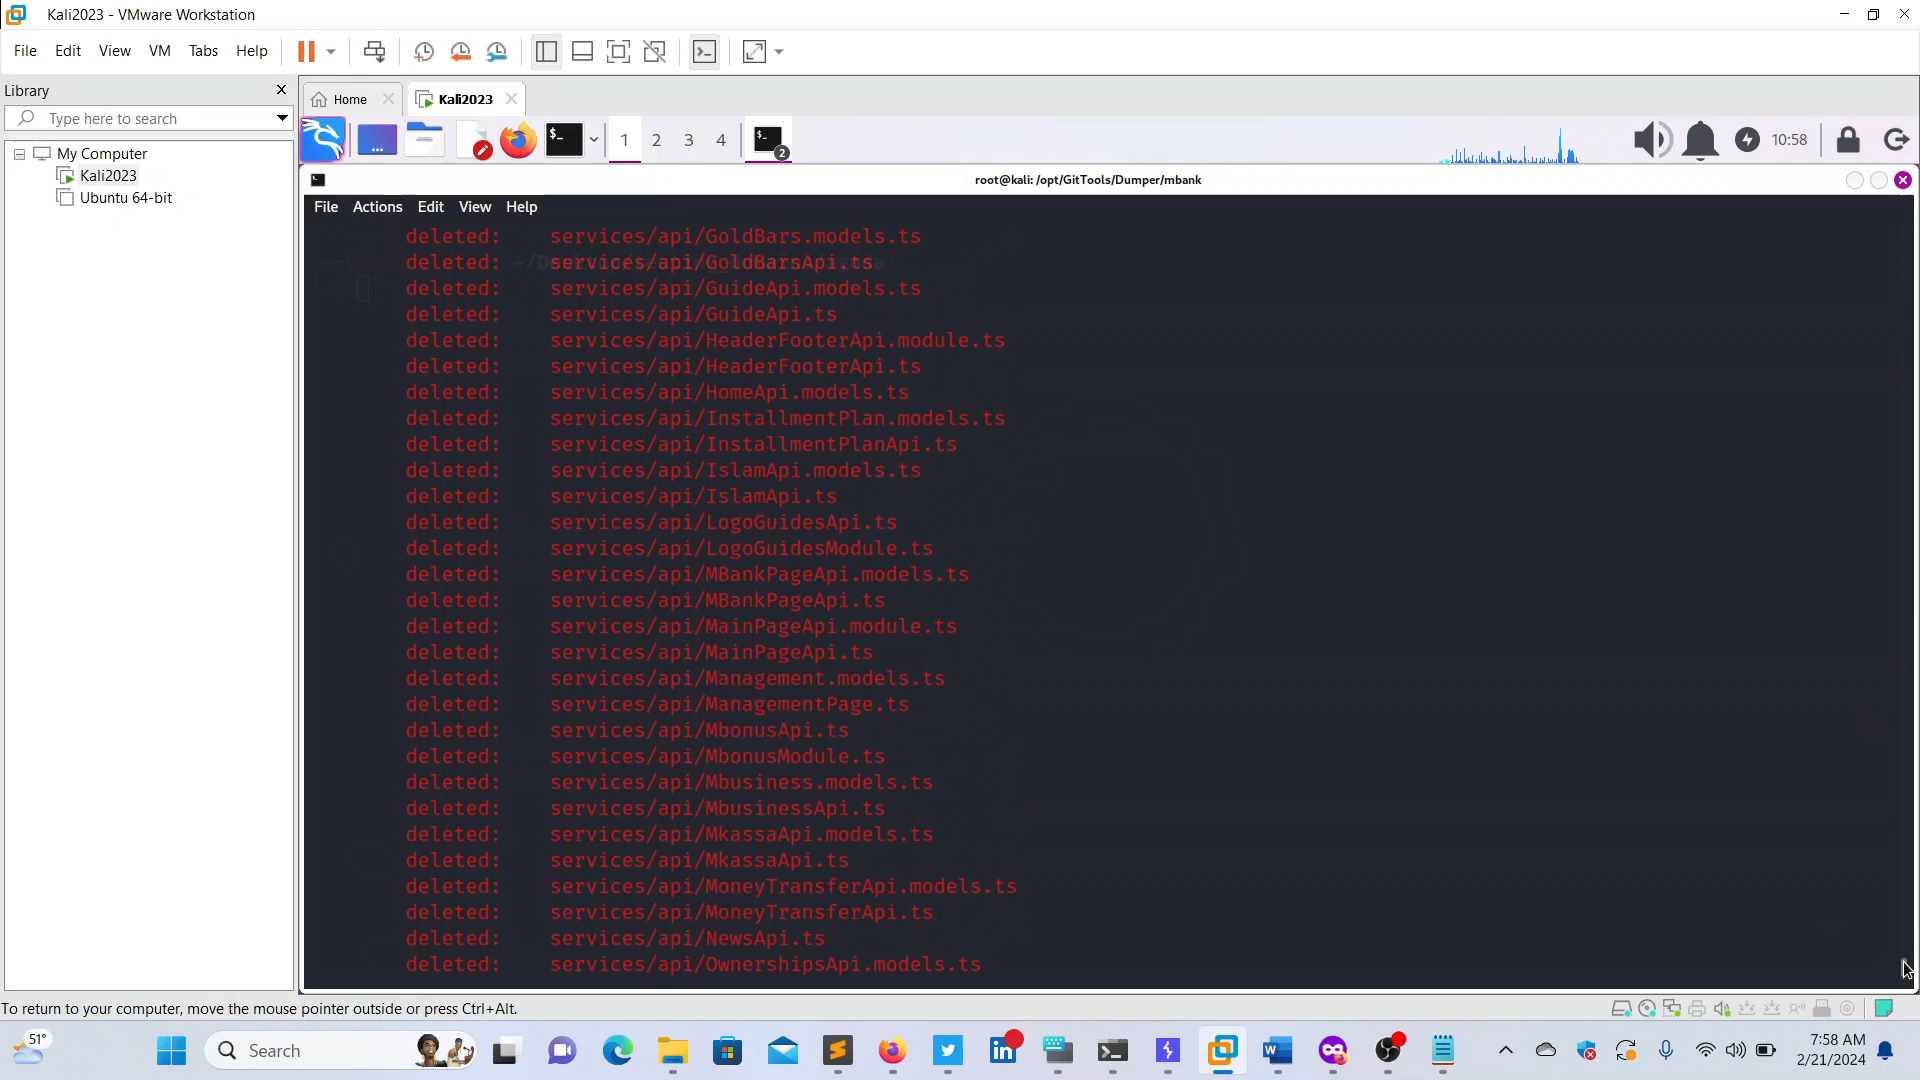 Kali2023 - VMware Workstation
File Edit View VM Tabs Help
Library
Type here to search
My Computer
Kali2023
Ubuntu 64-bit
Home
Kali2023
1 2 3 4
2
10:58
root@kali: /opt/GitTools/Dumper/mbank
File Actions Edit View Help
deleted: services/api/GoldBars.models.ts
deleted: services/api/GoldBarsApi.ts
deleted: services/api/GuideApi.models.ts
deleted: services/api/GuideApi.ts
deleted: services/api/HeaderFooterApi.module.ts
deleted: services/api/HeaderFooterApi.ts
deleted: services/api/HomeApi.models.ts
deleted: services/api/InstallmentPlan.models.ts
deleted: services/api/InstallmentPlanApi.ts
deleted: services/api/IslamApi.models.ts
deleted: services/api/IslamApi.ts
deleted: services/api/LogoGuidesApi.ts
deleted: services/api/LogoGuidesModule.ts
deleted: services/api/MBankPageApi.models.ts
deleted: services/api/MBankPageApi.ts
deleted: services/api/MainPageApi.module.ts
deleted: services/api/MainPageApi.ts
deleted: services/api/Management.models.ts
deleted: services/api/ManagementPage.ts
deleted: services/api/MbonusApi.ts
deleted: services/api/MbonusModule.ts
deleted: services/api/Mbusiness.models.ts
deleted: services/api/MbusinessApi.ts
deleted: services/api/MkassaApi.models.ts
deleted: services/api/MkassaApi.ts
deleted: services/api/MoneyTransferApi.models.ts
deleted: services/api/MoneyTransferApi.ts
deleted: services/api/NewsApi.ts
deleted: services/api/OwnershipsApi.models.ts
To return to your computer, move the mouse pointer outside or press Ctrl+Alt.
51°
Search
7:58 AM
2/21/2024